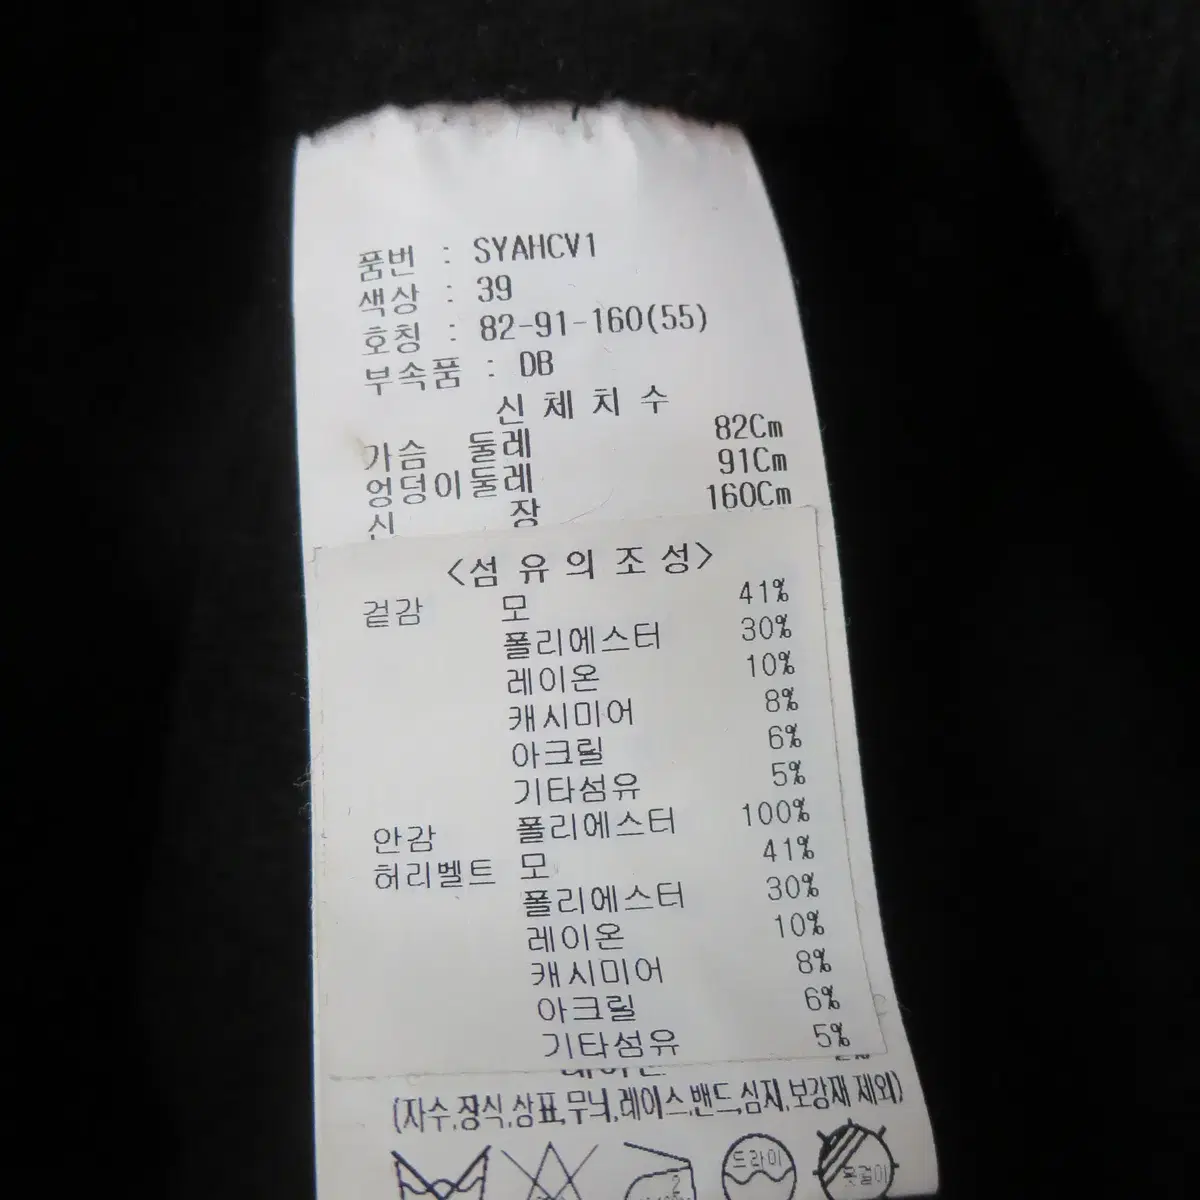 품번 : SYAHCV1
색상 : 39
호칭 : 82-91-160(55)
부속품 : DB
신 체 치 수
가슴 둘레 82Cm
엉덩이둘레 91Cm
신 장 160Cm
<섬 유 의 조 성>
겉감 모 41%
폴리에스터 30%
레이온 10%
캐시미어 8%
아크릴 6%
기타섬유 5%
안감 폴리에스터 100%
허리벨트 모 41%
폴리에스터 30%
레이온 10%
캐시미어 8%
아크릴 6%
기타섬유 5%
(자수,장식,상표,무늬,레이스,밴드,심지,보강재 제외)
드라이
옷걸이
2